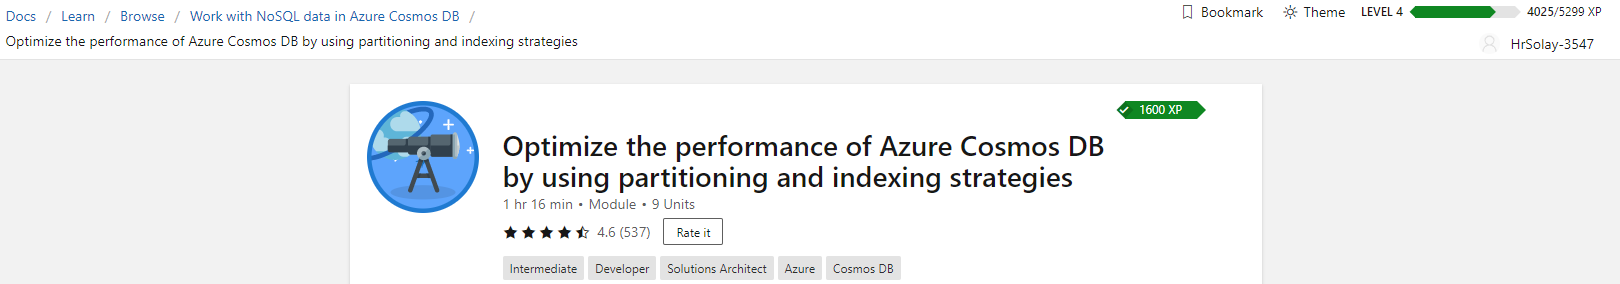 Docs / Learn / Browse / Work with NoSQL data in Azure Cosmos DB /
Bookmark Theme LEVEL 4 4025/5299 XP
Optimize the performance of Azure Cosmos DB by using partitioning and indexing strategies
HrSolay-3547
1600 XP
Optimize the performance of Azure Cosmos DB
by using partitioning and indexing strategies
1 hr 16 min • Module • 9 Units
4.6 (537) Rate it
Intermediate Developer Solutions Architect Azure Cosmos DB